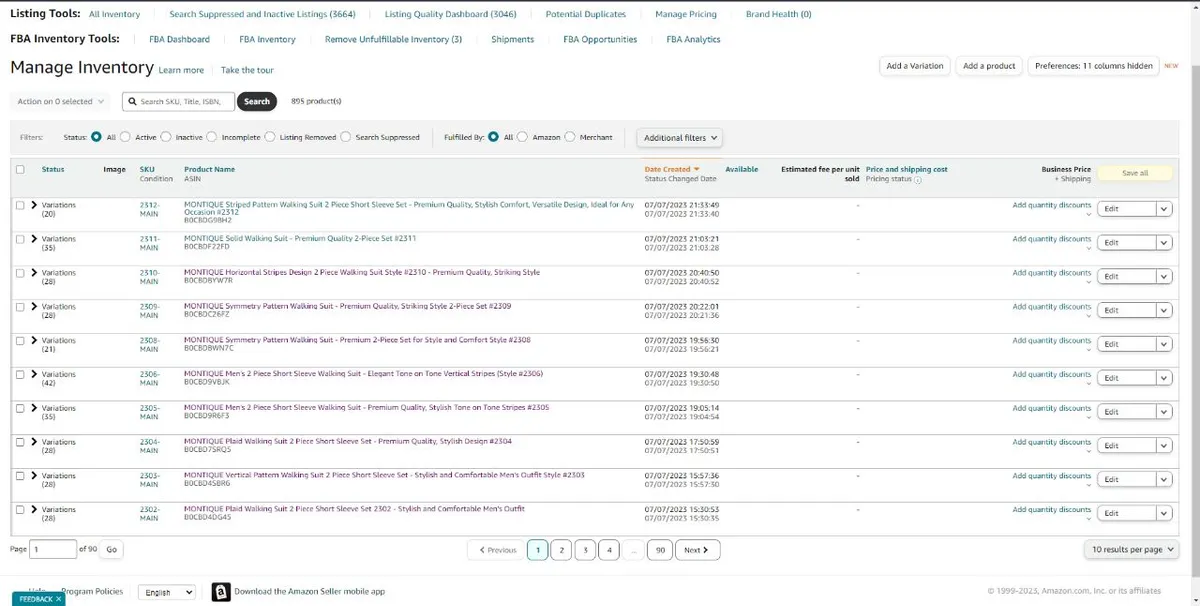 Listing Tools: All Inventory Search Suppressed and Inactive Listings (3664) Listing Quality Dashboard (3046) Potential Duplicates Manage Pricing Brand Health (0)
FBA Inventory Tools: FBA Dashboard FBA Inventory Remove Unfulfillable Inventory (3) Shipments FBA Opportunities FBA Analytics
Manage Inventory Learn more Take the tour Add a Variation Add a product Preferences: 11 columns hidden NEW
Action on 0 selected Search SKU, Title, ISBN, Search 895 product(s)
Filters: Status: All Active Inactive Incomplete Listing Removed Search Suppressed Fulfilled By: All Amazon Merchant Additional filters
Status Image SKU Product Name Date Created Available Estimated fee per unit Price and shipping cost Business Price Save all
Condition ASIN Status Changed Date sold Pricing status + Shipping
Variations 2312- MONTIQUE Striped Pattern Walking Suit 2 Piece Short Sleeve Set - Premium Quality, Stylish Comfort, Versatile Design, Ideal for Any 07/07/2023 21:33:49 - Add quantity discounts Edit
(20) MAIN Occasion #2312 07/07/2023 21:33:40
B0CBDG9BH2
Variations 2311- MONTIQUE Solid Walking Suit - Premium Quality 2-Piece Set #2311 07/07/2023 21:03:21 - Add quantity discounts Edit
(35) MAIN B0CBDF22FD 07/07/2023 21:03:28
Variations 2310- MONTIQUE Horizontal Stripes Design 2 Piece Walking Suit Style #2310 - Premium Quality, Striking Style 07/07/2023 20:40:50 - Add quantity discounts Edit
(28) MAIN B0CBDBYW7R 07/07/2023 20:40:52
Variations 2309- MONTIQUE Symmetry Pattern Walking Suit - Premium Quality, Striking Style 2-Piece Set #2309 07/07/2023 20:22:01 - Add quantity discounts Edit
(28) MAIN B0CBDC26FZ 07/07/2023 20:21:36
Variations 2308- MONTIQUE Symmetry Pattern Walking Suit - Premium 2-Piece Set for Style and Comfort Style #2308 07/07/2023 19:56:30 - Add quantity discounts Edit
(21) MAIN B0CBDBWN7C 07/07/2023 19:56:21
Variations 2306- MONTIQUE Men's 2 Piece Short Sleeve Walking Suit - Elegant Tone on Tone Vertical Stripes (Style #2306) 07/07/2023 19:30:48 - Add quantity discounts Edit
(42) MAIN B0CBD9VBJK 07/07/2023 19:30:50
Variations 2305- MONTIQUE Men's 2 Piece Short Sleeve Walking Suit - Premium Quality, Stylish Tone on Tone Stripes #2305 07/07/2023 19:05:14 - Add quantity discounts Edit
(35) MAIN B0CBD9R6F3 07/07/2023 19:04:54
Variations 2304- MONTIQUE Plaid Walking Suit 2 Piece Short Sleeve Set - Premium Quality, Stylish Design #2304 07/07/2023 17:50:59 - Add quantity discounts Edit
(28) MAIN B0CBD7SRQS 07/07/2023 17:50:51
Variations 2303- MONTIQUE Vertical Pattern Walking Suit 2 Piece Short Sleeve Set - Stylish and Comfortable Men's Outfit Style #2303 07/07/2023 15:57:36 - Add quantity discounts Edit
(28) MAIN B0CBD4SBR6 07/07/2023 15:57:30
Variations 2302- MONTIQUE Plaid Walking Suit 2 Piece Short Sleeve Set 2302 - Stylish and Comfortable Men's Outfit 07/07/2023 15:30:53 - Add quantity discounts Edit
(28) MAIN B0CBD4DG45 07/07/2023 15:30:35
Page 1 of 90 Go Previous 1 2 3 4 ... 90 Next 10 results per page
Help Program Policies English Download the Amazon Seller mobile app © 1999-2023, Amazon.com, Inc. or its affiliates
FEEDBACK